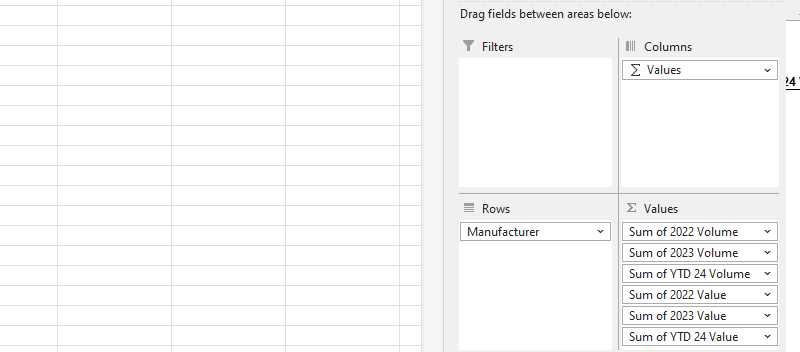 Drag fields between areas below:
Filters
Columns
Σ Values
24
Rows
Σ Values
Manufacturer
Sum of 2022 Volume
Sum of 2023 Volume
Sum of YTD 24 Volume
Sum of 2022 Value
Sum of 2023 Value
Sum of YTD 24 Value